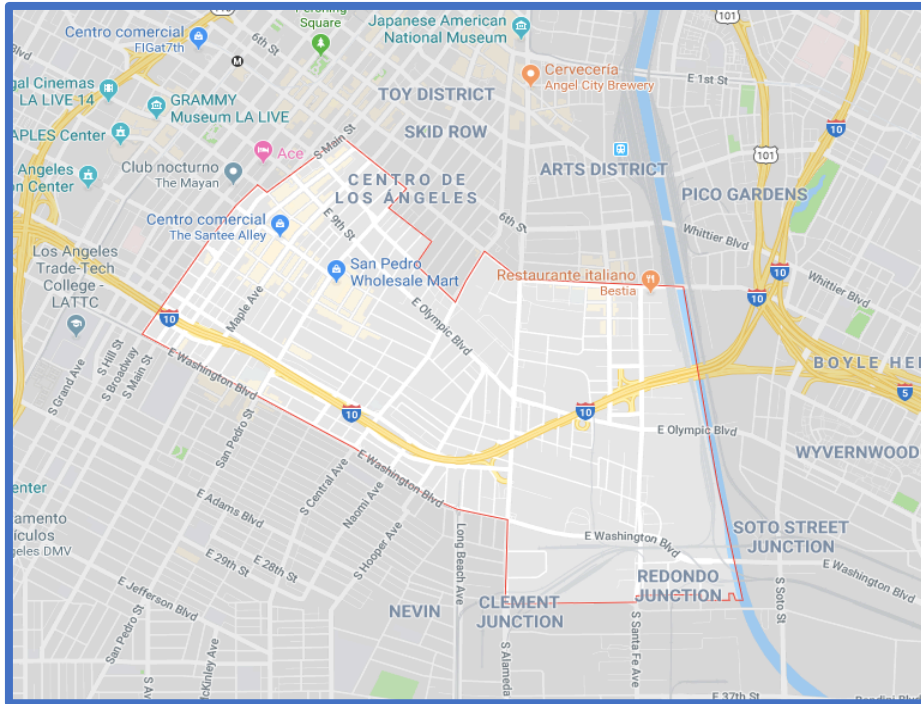 101
Pershing
Square
Japanese American
National Museum
101
Centro comercial
FIGat7th
6th St
M
E 1st St
Cervecería
Angel City Brewery
gal Cinemas
LA LIVE 14
TOY DISTRICT
GRAMMY
Museum LA LIVE
10
APLES Center
SKID ROW
S Main St
101
Ace
ARTS DISTRICT
Angeles
on Center
Club nocturno
The Mayan
CENTRO DE
LOS ÁNGELES
PICO GARDENS
E 9th St
6th St
Centro comercial
The Santee Alley
Whittier Blvd
Los Angeles
Trade-Tech
College -
LATTC
San Pedro
Wholesale Mart
Restaurante italiano
Bestia
10
Whittier Blvd
10
Maple Ave
E Olympic Blvd
10
S Hill St
S Broadway
S Main St
S Grand Ave
E Washington Blvd
BOYLE HEI
5
10
10
San Pedro St
E Olympic Blvd
WYVERNWOOD
S Central Ave
E Washington Blvd
Naomi Ave
enter
E Adams Blvd
amento
ículos
geles DMV
S Hooper Ave
Long Beach Ave
E Washington Blvd
SOTO STREET
JUNCTION
E 29th St
E 28th St
E Washington Blvd
E Jefferson Blvd
REDONDO
JUNCTION
S Soto St
NEVIN
CLEMENT
JUNCTION
San Pedro St
McKinley Ave
S Av
S Alameda
S Santa Fe Ave
E 37th St
Bandini Blvd